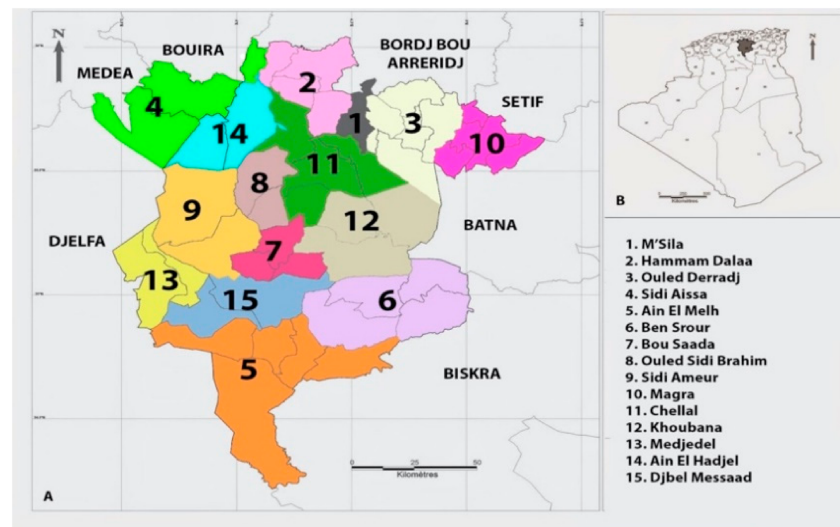 N
BOUIRA
BORDJ BOU
ARRERIDJ
MEDEA
SETIF
4
2
1
3
14
10
11
8
9
12
DJELFA
BATNA
7
13
15
6
5
BISKRA
0 25 50
Kilométres
A
N
B
Kilométres
1. M'Sila
2. Hammam Dalaa
3. Ouled Derradj
4. Sidi Aissa
5. Ain El Melh
6. Ben Srour
7. Bou Saada
8. Ouled Sidi Brahim
9. Sidi Ameur
10. Magra
11. Chellal
12. Khoubana
13. Medjedel
14. Ain El Hadjel
15. Djbel Messaad